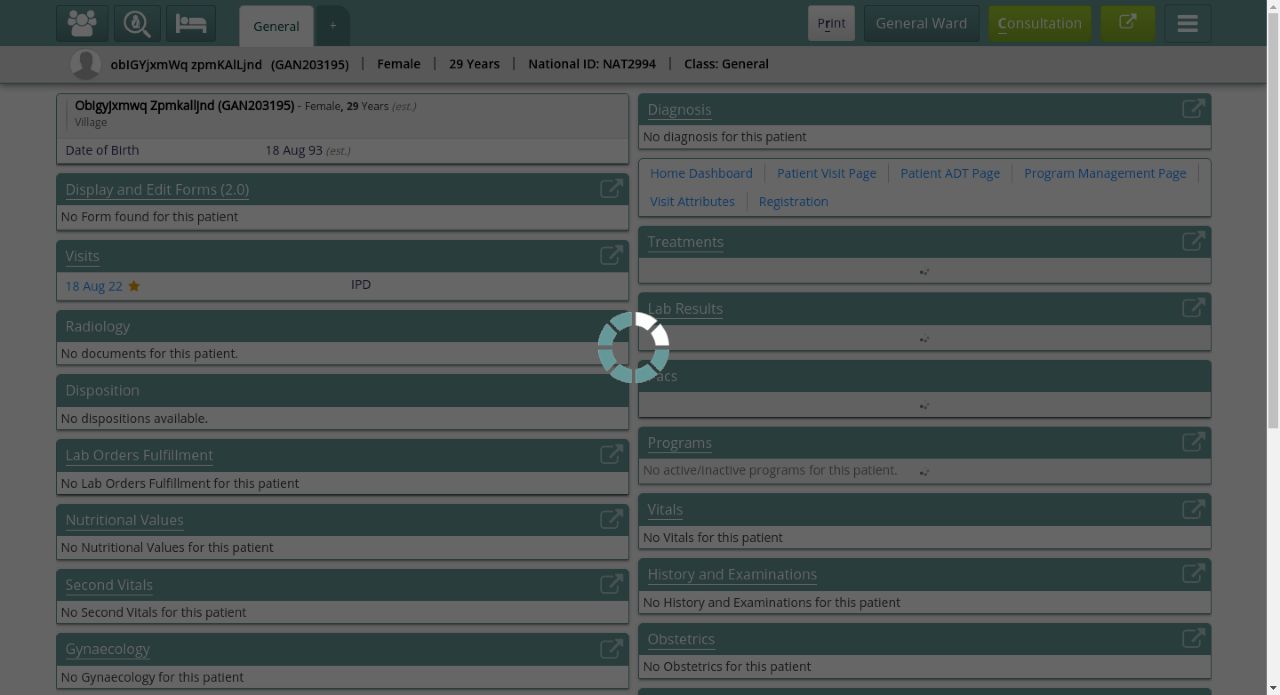 General
+
Print
General Ward
Consultation
obIGYjxmWq zpmKAlLjnd (GAN203195) | Female | 29 Years | National ID: NAT2994 | Class: General
Obigyjxmwq Zpmkalljnd (GAN203195) - Female, 29 Years (est.)
Village
Date of Birth 18 Aug 93 (est.)
Display and Edit Forms (2.0)
No Form found for this patient
Visits
18 Aug 22 IPD
Radiology
No documents for this patient.
Disposition
No dispositions available.
Lab Orders Fulfillment
No Lab Orders Fulfillment for this patient
Nutritional Values
No Nutritional Values for this patient
Second Vitals
No Second Vitals for this patient
Gynaecology
No Gynaecology for this patient
Diagnosis
No diagnosis for this patient
Home Dashboard | Patient Visit Page | Patient ADT Page | Program Management Page |
Visit Attributes | Registration
Treatments
Lab Results
acs
Programs
No active/inactive programs for this patient.
Vitals
No Vitals for this patient
History and Examinations
No History and Examinations for this patient
Obstetrics
No Obstetrics for this patient